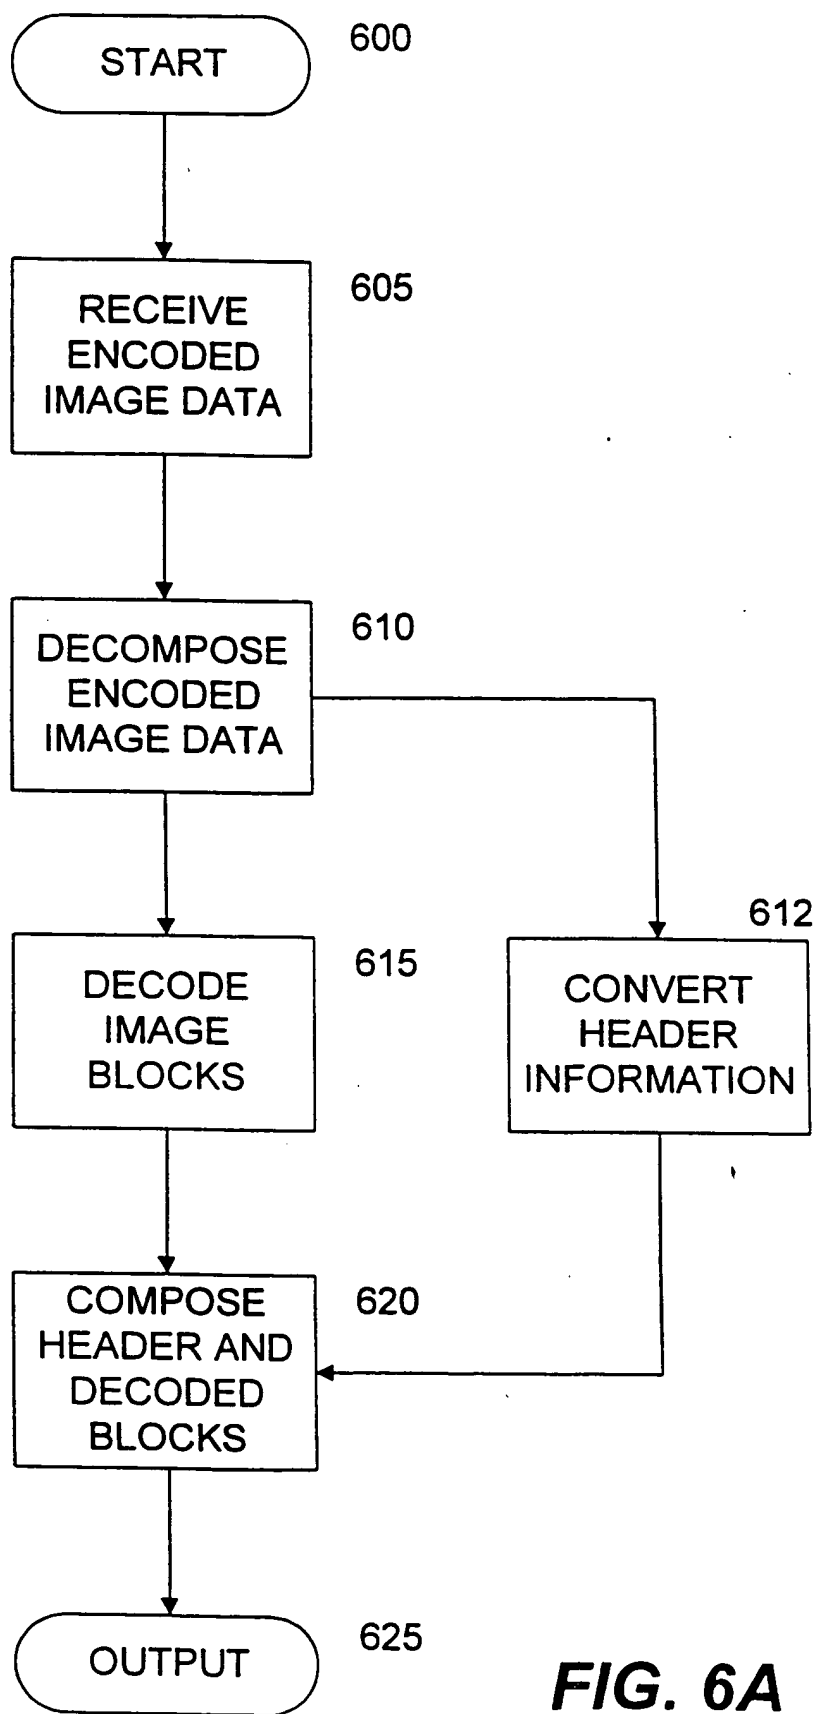 START
600
RECEIVE
ENCODED
IMAGE DATA
605
DECOMPOSE
ENCODED
IMAGE DATA
610
DECODE
IMAGE
BLOCKS
615
CONVERT
HEADER
INFORMATION
612
COMPOSE
HEADER AND
DECODED
BLOCKS
620
OUTPUT
625
FIG. 6A